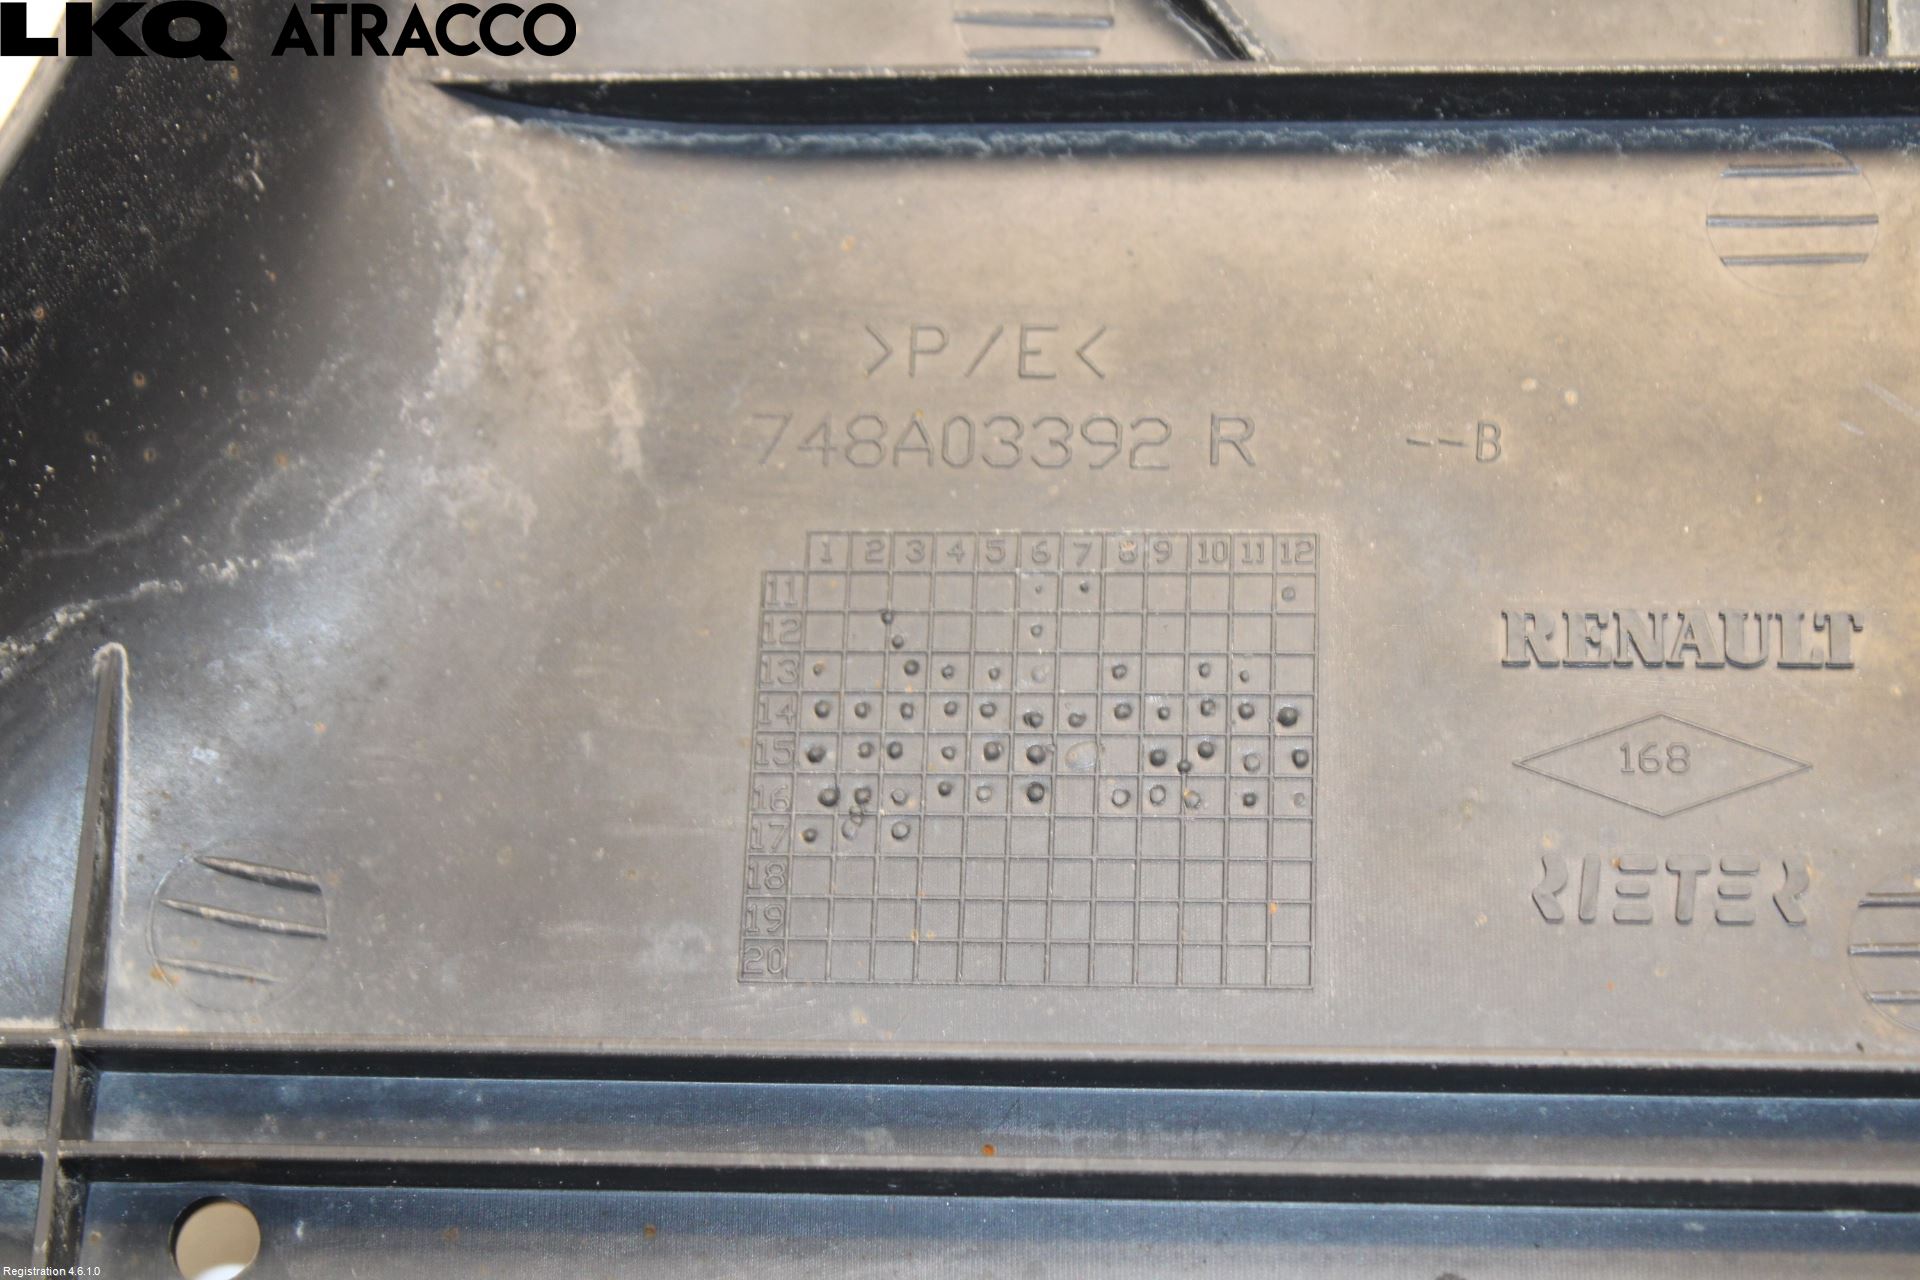 LKQ ATRACCO
>P/E<
748A03392 R --B
1 2 3 4 5 6 7 8 9 10 11 12
11
12
13
14
15
16
17
18
19
20
RENAULT
168
RIETER
Registration 4.6.1.0